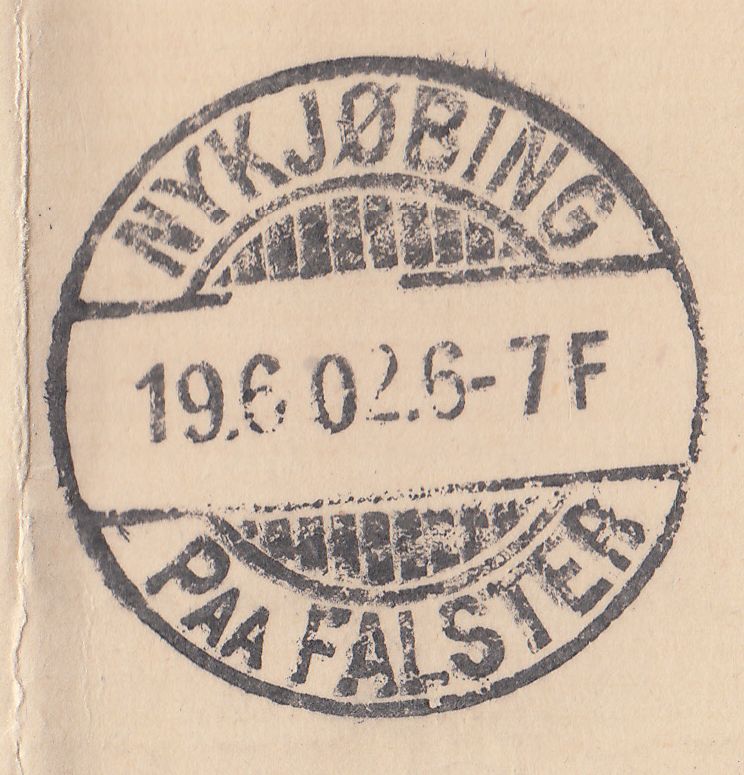 NYKJØBING
19.6 02.6-7F
PAA FALSTER